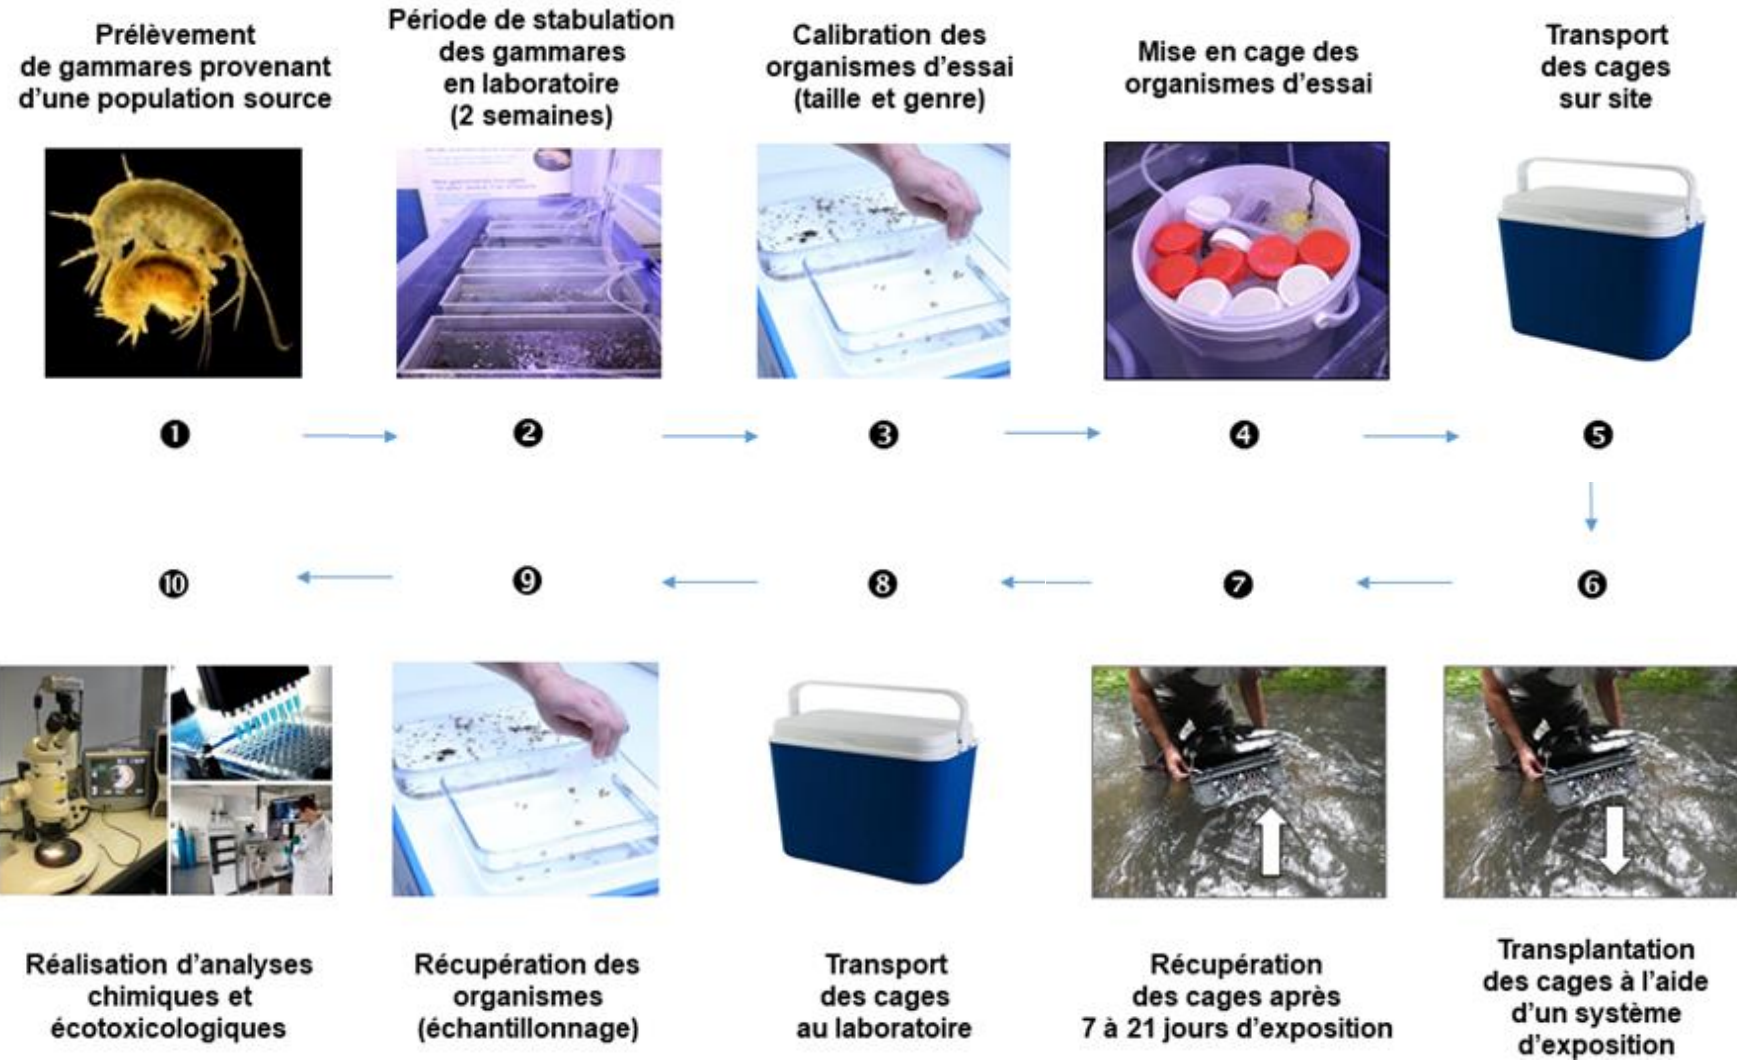 Prélèvement
de gammares provenant
d'une population source
Période de stabulation
des gammares
en laboratoire
(2 semaines)
Calibration des
organismes d'essai
(taille et genre)
Mise en cage des
organismes d'essai
Transport
des cages
sur site
❶
❷
❸
❹
❺
❻
❼
❽
❾
❿
Transplantation
des cages à l'aide
d'un système
d'exposition
Récupération
des cages après
7 à 21 jours d'exposition
Transport
des cages
au laboratoire
Récupération des
organismes
(échantillonnage)
Réalisation d'analyses
chimiques et
écotoxicologiques